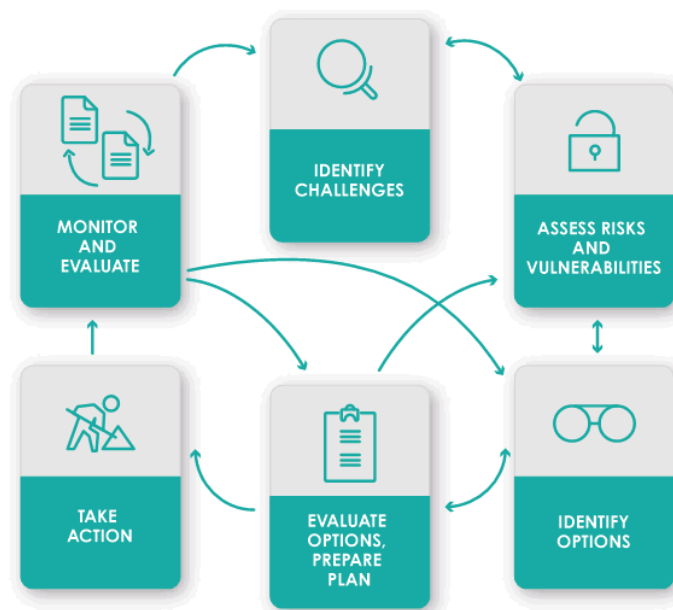 IDENTIFY
CHALLENGES
ASSESS RISKS
AND
VULNERABILITIES
IDENTIFY
OPTIONS
EVALUATE
OPTIONS,
PREPARE
PLAN
TAKE
ACTION
MONITOR
AND
EVALUATE